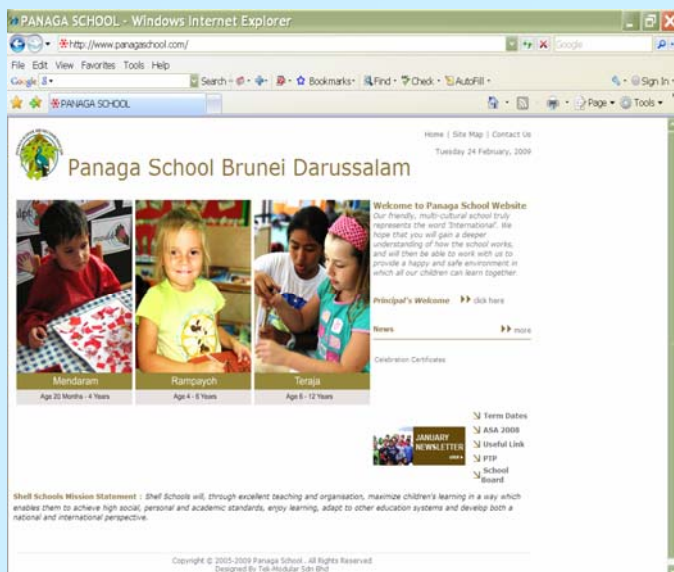 PANAGA SCHOOL - Windows Internet Explorer
http://www.panagaschool.com/
Google
File Edit View Favorites Tools Help
Google
Search
Bookmarks
Find
Check
AutoFill
Sign In
PANAGA SCHOOL
Page
Tools
Home | Site Map | Contact Us
Tuesday 24 February, 2009
Panaga School Brunei Darussalam
Welcome to Panaga School Website
Our friendly, multi-cultural school truly
represents the word 'International'. We
hope that you will gain a deeper
understanding of how the school works,
and will then be able to work with us to
provide a happy and safe environment in
which all our children can learn together.
Principal's Welcome click here
News more
Celebration Certificates
Mendaram
Age 20 Months - 4 Years
Rampayoh
Age 4 - 6 Years
Teraja
Age 6 - 12 Years
JANUARY
NEWSLETTER
Term Dates
ASA 2008
Useful Link
PTP
School
Board
Shell Schools Mission Statement : Shell Schools will, through excellent teaching and organisation, maximize children's learning in a way which
enables them to achieve high social, personal and academic standards, enjoy learning, adapt to other education systems and develop both a
national and international perspective.
Copyright © 2005-2009 Panaga School . All Rights Reserved
Designed By Tek-Modular Sdn Bhd